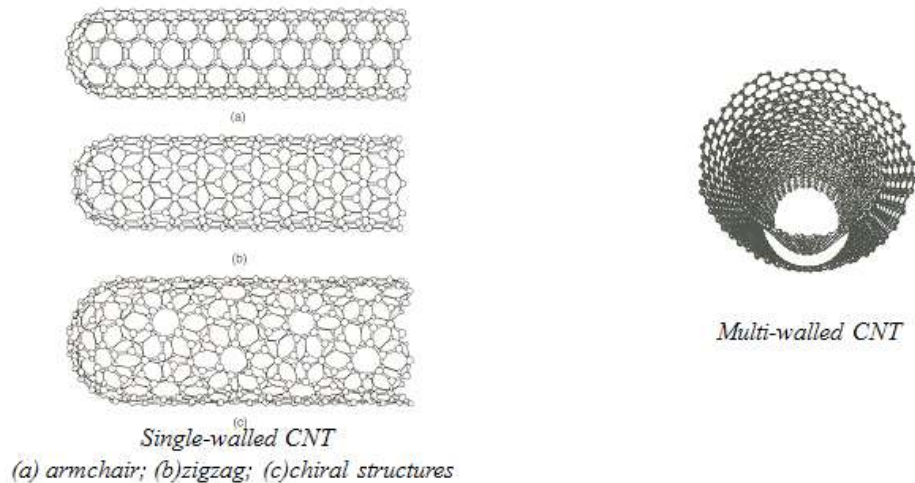 (a)
(b)
(c)
Single-walled CNT
(a) armchair; (b)zigzag; (c)chiral structures
Multi-walled CNT